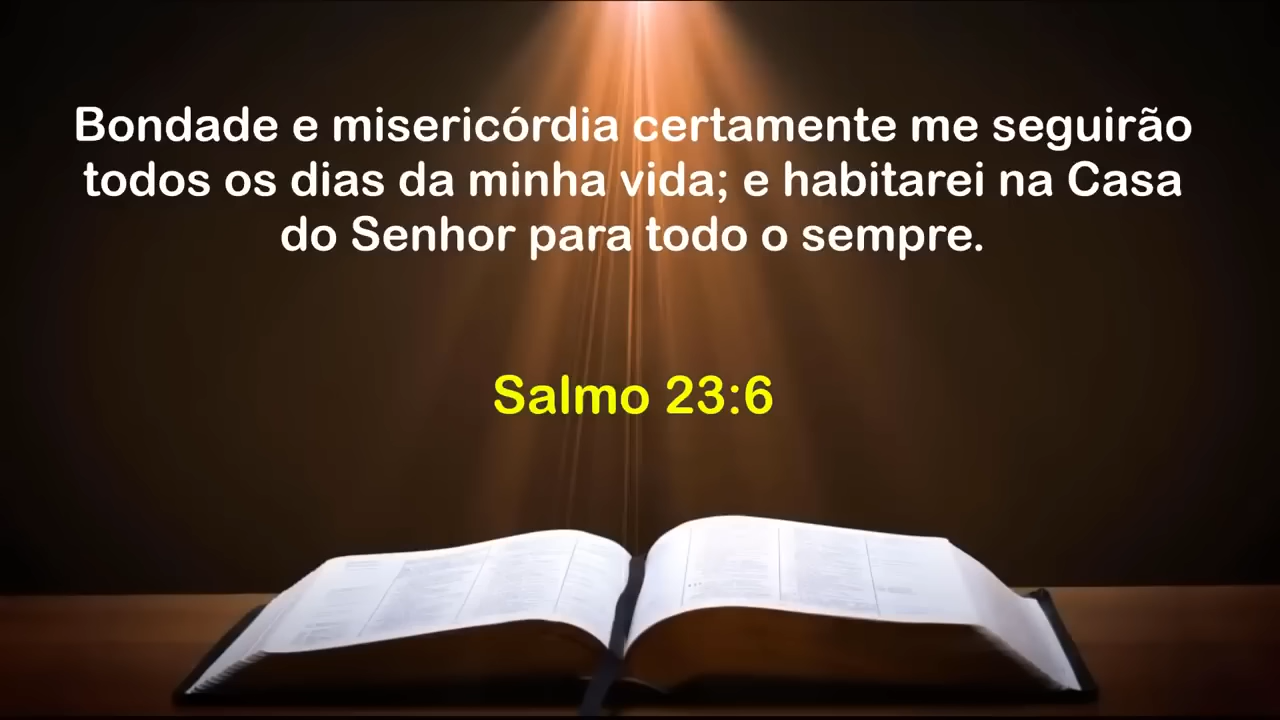 Bondade e misericórdia certamente me seguirão
todos os dias da minha vida; e habitarei na Casa
do Senhor para todo o sempre.
Salmo 23:6